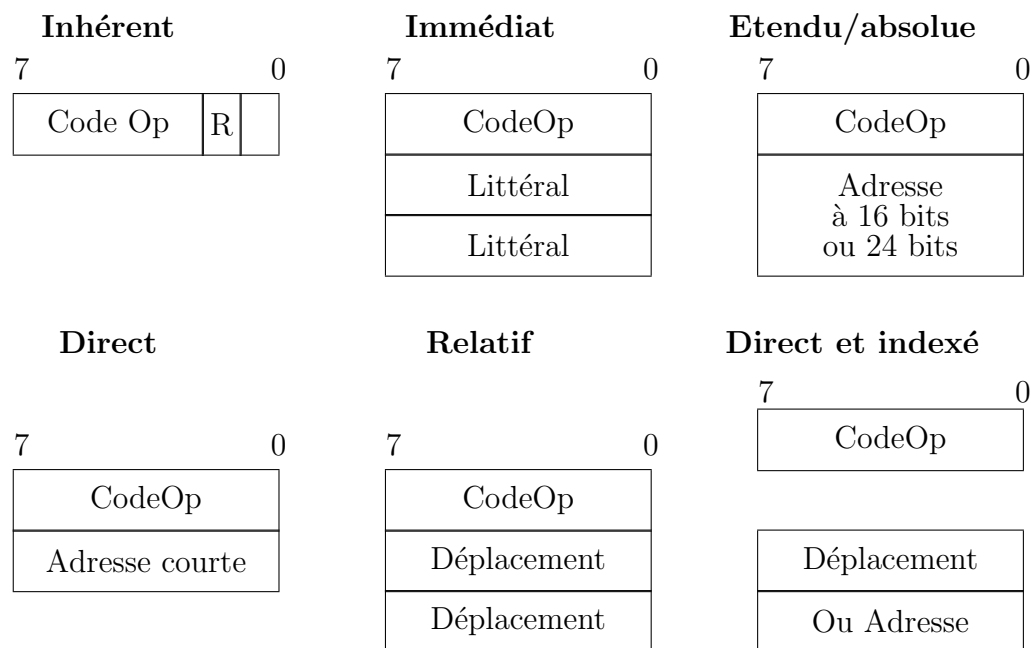 Inhérent
7 0
Code Op R
Immédiat
7 0
CodeOp
Littéral
Littéral
Etendu/absolue
7 0
CodeOp
Adresse
à 16 bits
ou 24 bits
Direct
7 0
CodeOp
Adresse courte
Relatif
7 0
CodeOp
Déplacement
Déplacement
Direct et indexé
7 0
CodeOp
Déplacement
Ou Adresse